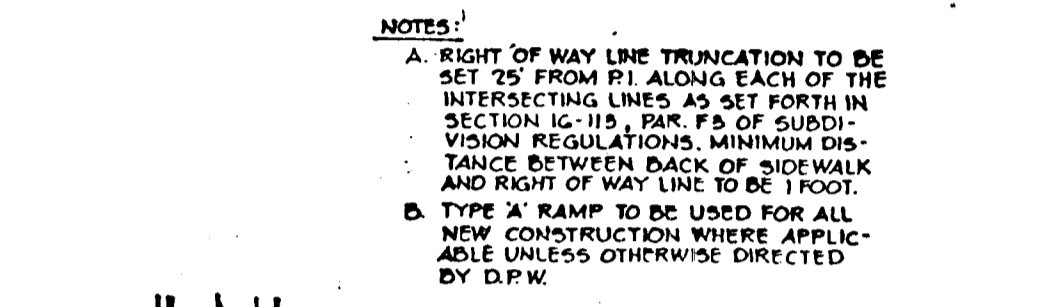 NOTES:
A. RIGHT OF WAY LINE TRUNCATION TO BE
SET 25' FROM P.I. ALONG EACH OF THE
INTERSECTING LINES AS SET FORTH IN
SECTION 16-115, PAR. F3 OF SUBDI-
VISION REGULATIONS. MINIMUM DIS-
TANCE BETWEEN BACK OF SIDEWALK
AND RIGHT OF WAY LINE TO BE 1 FOOT.
B. TYPE 'A' RAMP TO BE USED FOR ALL
NEW CONSTRUCTION WHERE APPLIC-
ABLE UNLESS OTHERWISE DIRECTED
BY D.P.W.